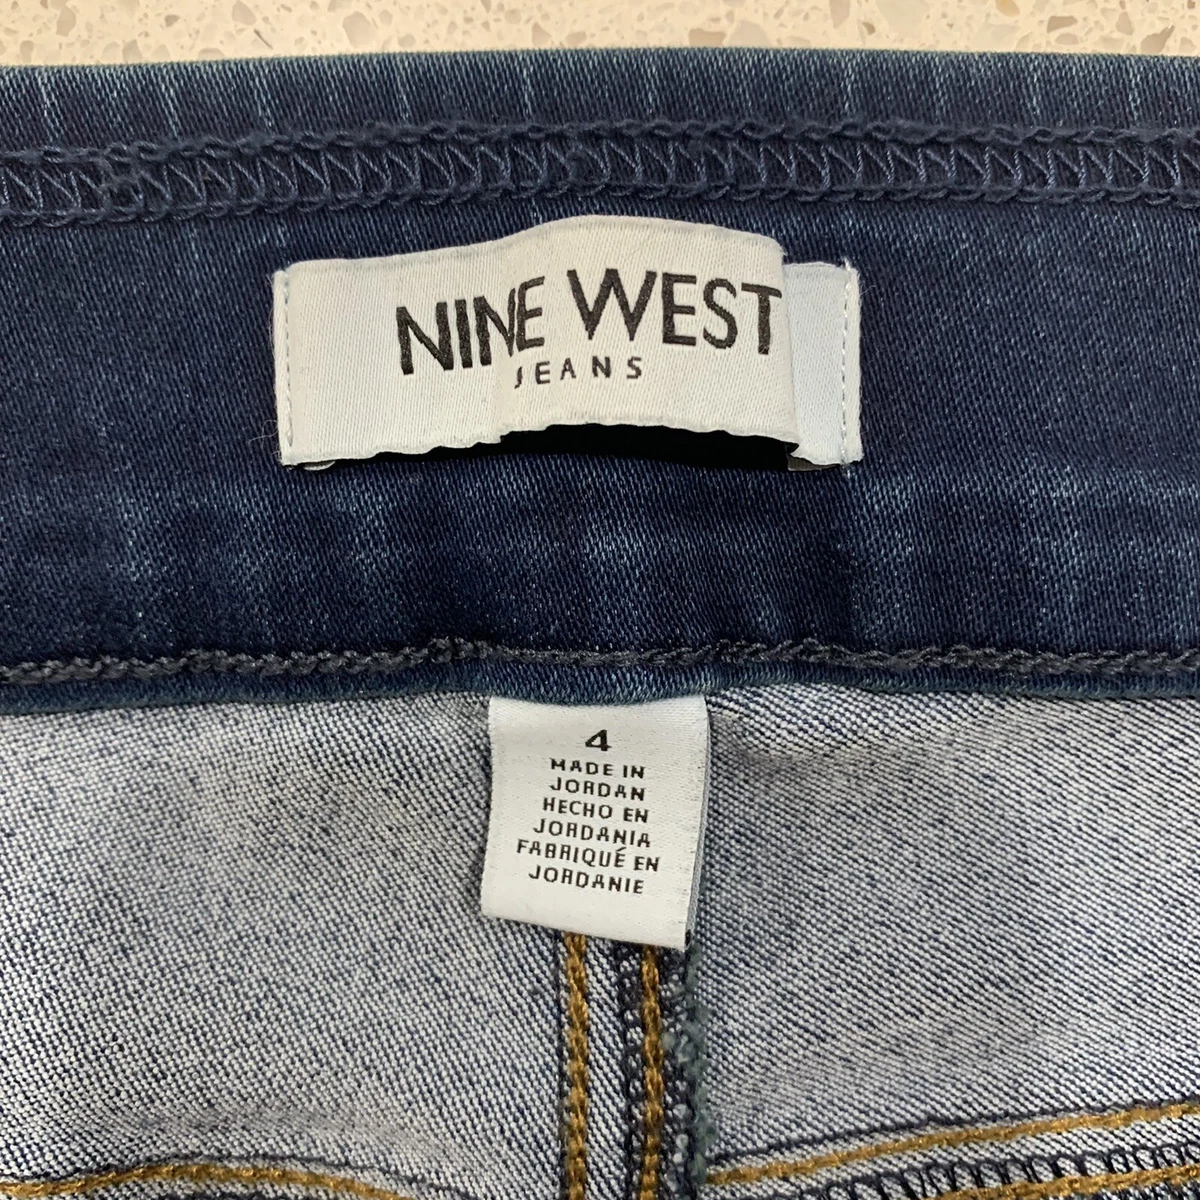 NINE WEST
JEANS
4
MADE IN
JORDAN
HECHO EN
JORDANIA
FABRIQUÉ EN
JORDANIE